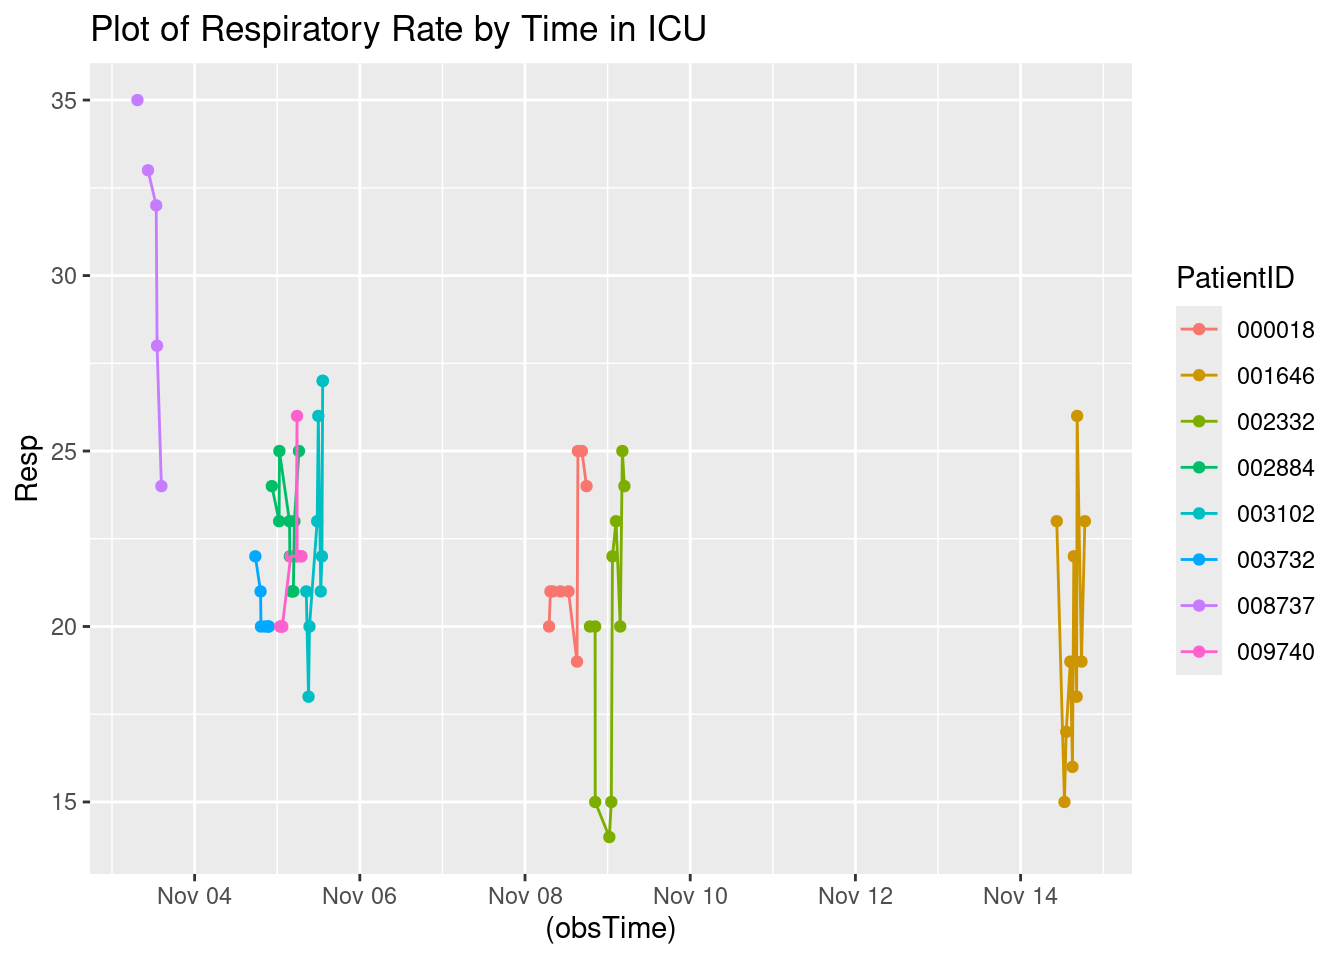 Plot of Respiratory Rate by Time in ICU
35
30
25
20
15
Resp
Nov 04 Nov 06 Nov 08 Nov 10 Nov 12 Nov 14
(obsTime)
PatientID
000018
001646
002332
002884
003102
003732
008737
009740